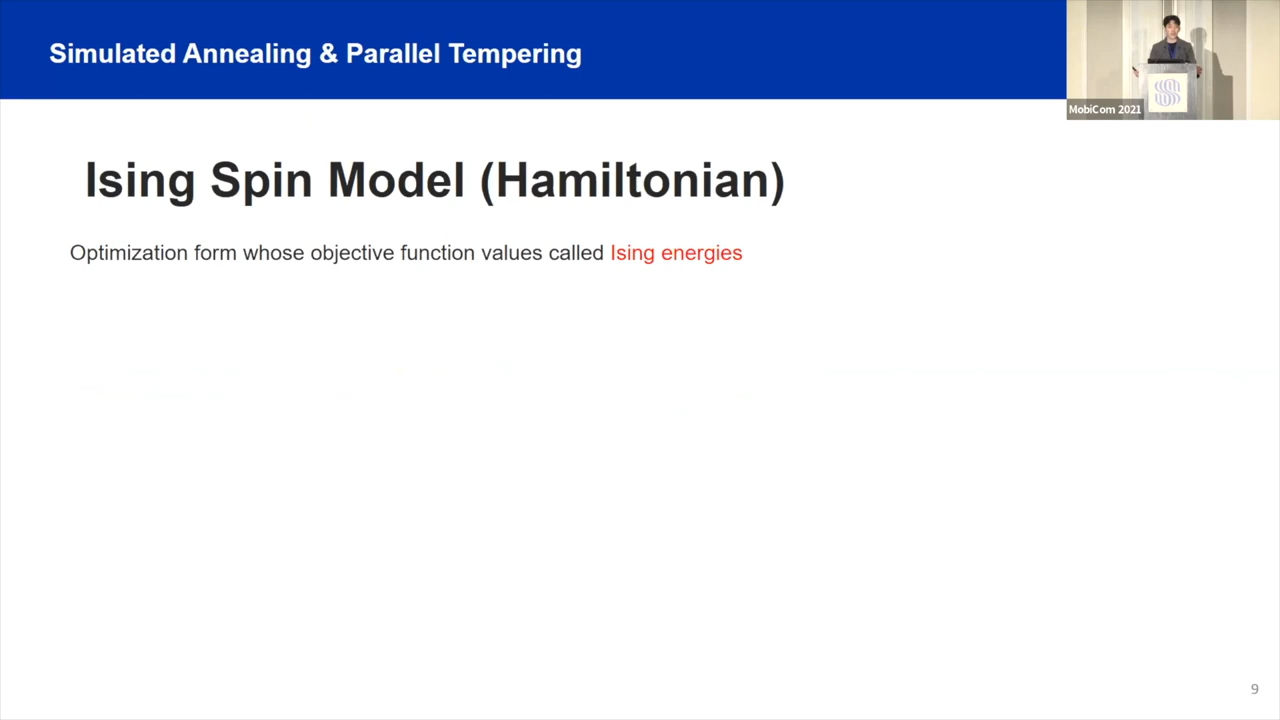 Simulated Annealing & Parallel Tempering
MobiCom 2021
Ising Spin Model (Hamiltonian)
Optimization form whose objective function values called Ising energies
9